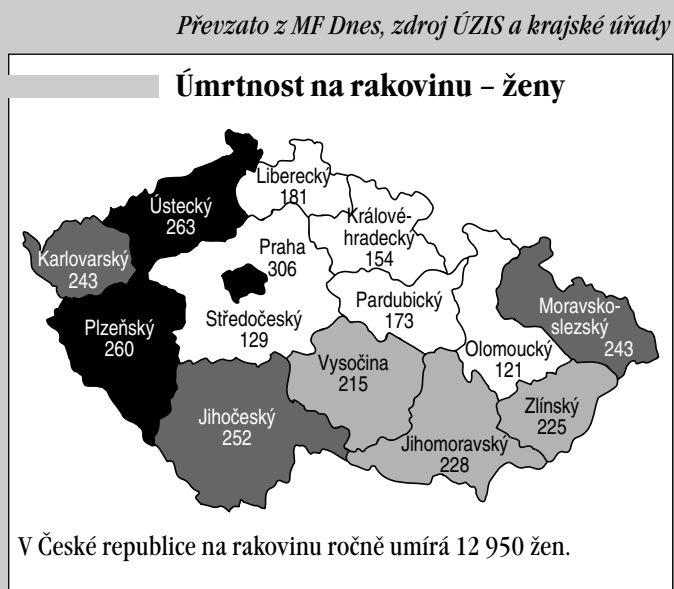 Převzato z MF Dnes, zdroj ÚZIS a krajské úřady
Úmrtnost na rakovinu – ženy
Liberecký
181
Ústecký
263
Králové-
hradecký
154
Karlovarský
243
Praha
306
Pardubický
173
Moravsko-
slezský
243
Plzeňský
260
Středočeský
129
Olomoucký
121
Vysočina
215
Zlínský
225
Jihočeský
252
Jihomoravský
228
V České republice na rakovinu ročně umírá 12 950 žen.